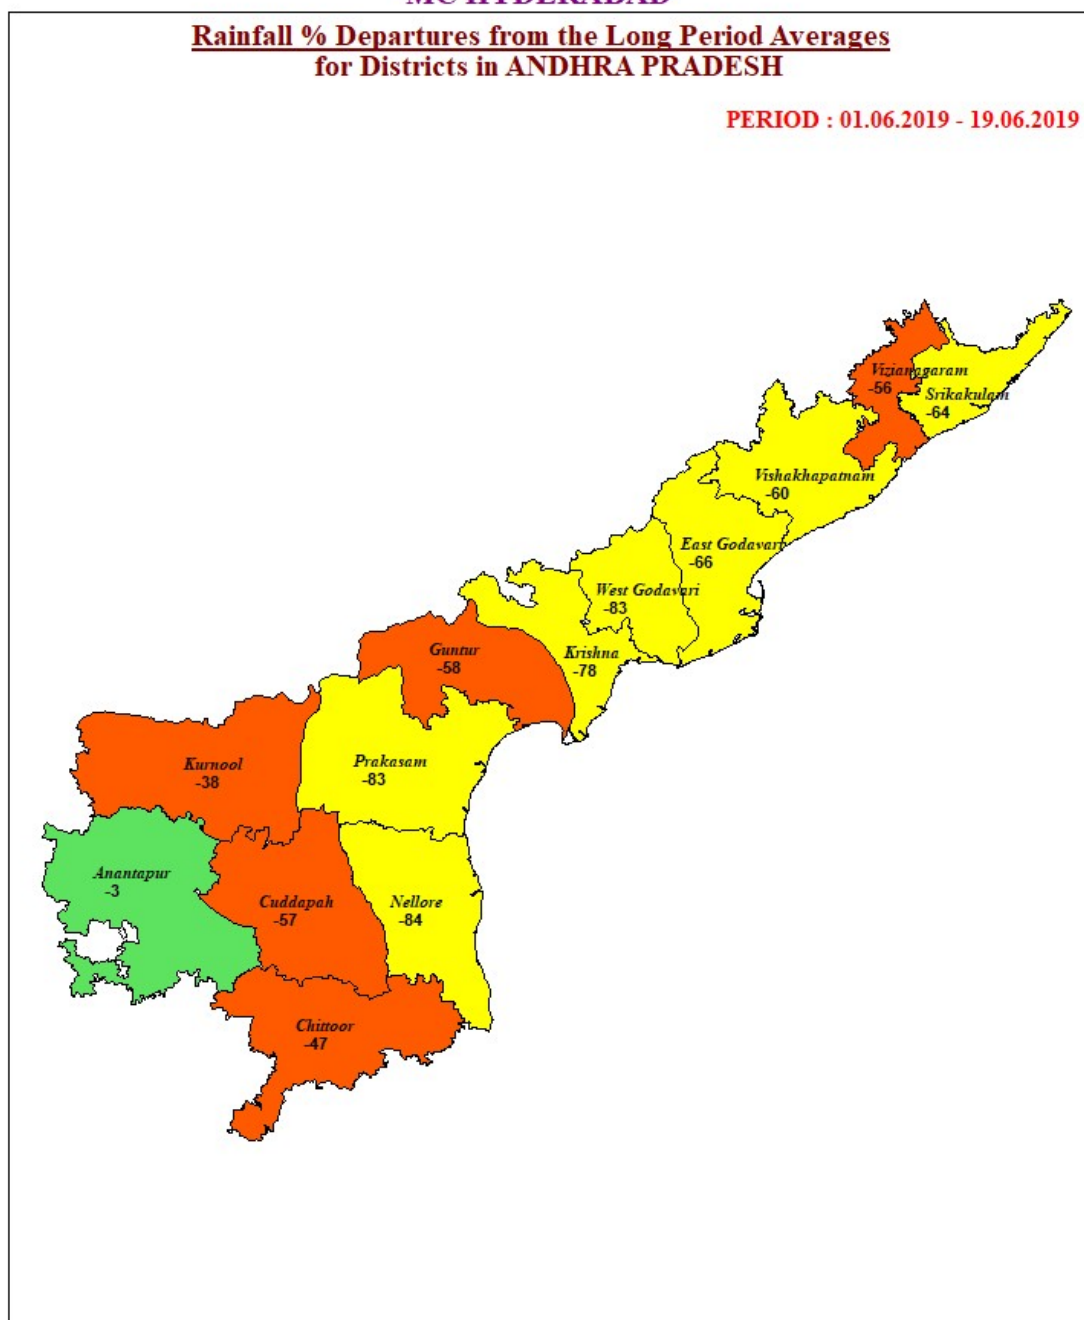 MC HYDERABAD
Rainfall % Departures from the Long Period Averages
for Districts in ANDHRA PRADESH
PERIOD : 01.06.2019 - 19.06.2019
Vizianagaram
-56
Srikakulam
-64
Vishakhapatnam
-60
East Godavari
-66
West Godavari
-83
Krishna
-78
Guntur
-58
Prakasam
-83
Kurnool
-38
Anantapur
-3
Cuddapah
-57
Nellore
-84
Chittoor
-47